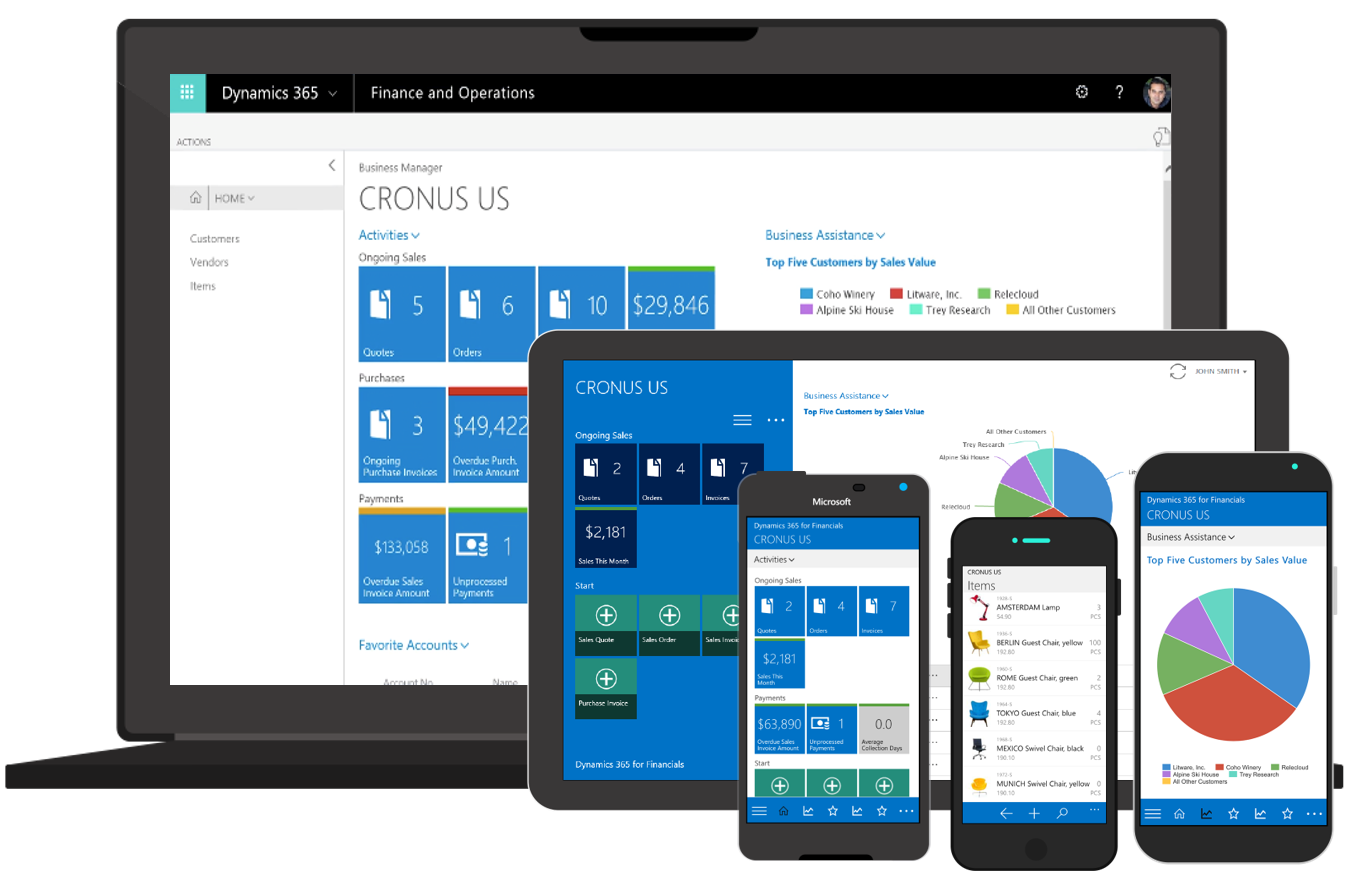 Dynamics 365
Finance and Operations
?
ACTIONS
HOME
Customers
Vendors
Items
Business Manager
CRONUS US
Activities
Ongoing Sales
5
Quotes
6
Orders
10
$29,846
Purchases
3
Ongoing
Purchase Invoices
$49,422
Overdue Purch.
Invoice Amount
Payments
$133,058
Overdue Sales
Invoice Amount
1
Unprocessed
Payments
Favorite Accounts
Account No.
Name
Business Assistance
Top Five Customers by Sales Value
Coho Winery Litware, Inc. Relecloud
Alpine Ski House Trey Research All Other Customers
CRONUS US
Ongoing Sales
2
Quotes
4
Orders
7
Invoices
$2,181
Sales This Month
Start
Sales Quote
Sales Order
Sales Invoic
Purchase Invoice
Dynamics 365 for Financials
JOHN SMITH
Business Assistance
Top Five Customers by Sales Value
All Other Customers
Trey Research
Alpine Ski House
Relecloud
Microsoft
Dynamics 365 for Financials
CRONUS US
Activities
Ongoing Sales
2
Quotes
4
Orders
7
Invoices
$2,181
Sales This
Month
Payments
$63,890
Overdue Sales
Invoice Amount
1
Unprocessed
Payments
0.0
Average
Collection Days
Start
CRONUS US
Items
AMSTERDAM Lamp 3
54.90 PCS
BERLIN Guest Chair, yellow 100
192.80 PCS
ROME Guest Chair, green 2
192.80 PCS
TOKYO Guest Chair, blue 4
192.80 PCS
MEXICO Swivel Chair, black 0
190.10 PCS
MUNICH Swivel Chair, yellow 0
190.10 PCS
Dynamics 365 for Financials
CRONUS US
Business Assistance
Top Five Customers by Sales Value
Litware, Inc. Coho Winery Relecloud
Alpine Ski House Trey Research
All Other Customers